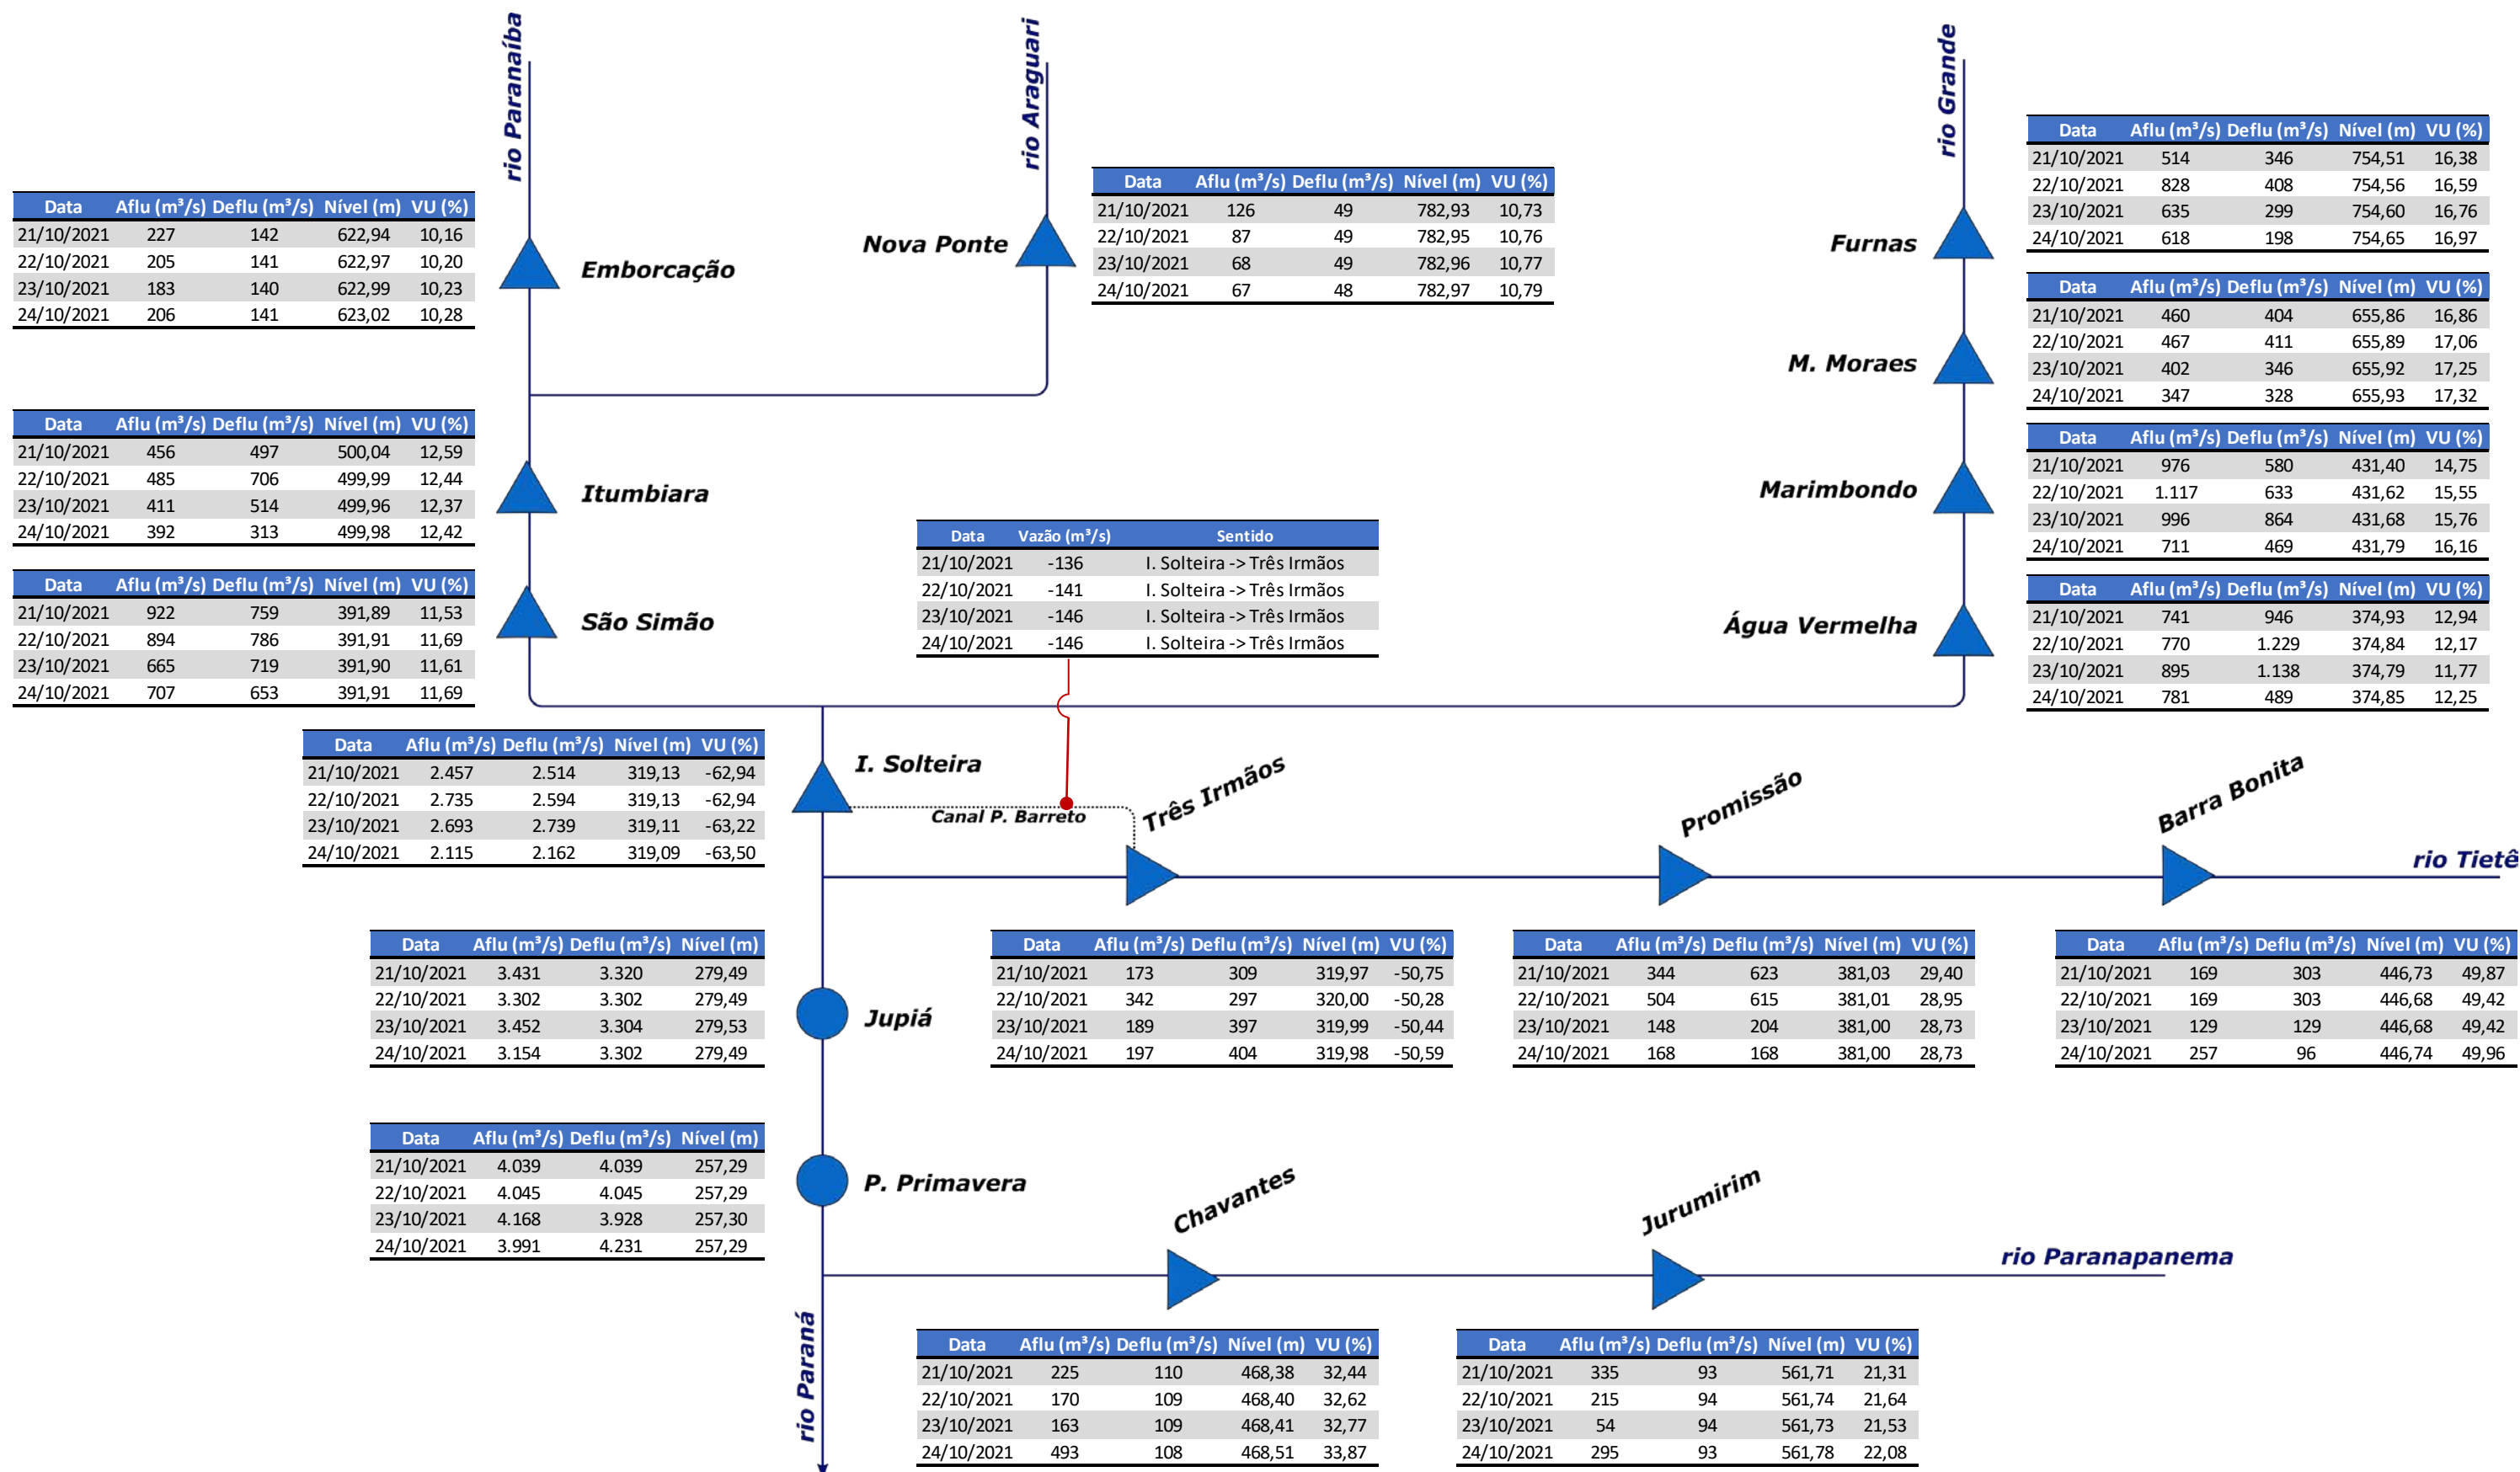 rio Paranaíba
rio Araguari
rio Grande
Data Aflu (m³/s) Deflu (m³/s) Nível (m) VU (%)
21/10/2021 514 346 754,51 16,38
22/10/2021 828 408 754,56 16,59
23/10/2021 635 299 754,60 16,76
24/10/2021 618 198 754,65 16,97
Furnas
Data Aflu (m³/s) Deflu (m³/s) Nível (m) VU (%)
21/10/2021 126 49 782,93 10,73
22/10/2021 87 49 782,95 10,76
23/10/2021 68 49 782,96 10,77
24/10/2021 67 48 782,97 10,79
Nova Ponte
Data Aflu (m³/s) Deflu (m³/s) Nível (m) VU (%)
21/10/2021 227 142 622,94 10,16
22/10/2021 205 141 622,97 10,20
23/10/2021 183 140 622,99 10,23
24/10/2021 206 141 623,02 10,28
Emborcação
Data Aflu (m³/s) Deflu (m³/s) Nível (m) VU (%)
21/10/2021 460 404 655,86 16,86
22/10/2021 467 411 655,89 17,06
23/10/2021 402 346 655,92 17,25
24/10/2021 347 328 655,93 17,32
M. Moraes
Data Aflu (m³/s) Deflu (m³/s) Nível (m) VU (%)
21/10/2021 456 497 500,04 12,59
22/10/2021 485 706 499,99 12,44
23/10/2021 411 514 499,96 12,37
24/10/2021 392 313 499,98 12,42
Itumbiara
Data Aflu (m³/s) Deflu (m³/s) Nível (m) VU (%)
21/10/2021 976 580 431,40 14,75
22/10/2021 1.117 633 431,62 15,55
23/10/2021 996 864 431,68 15,76
24/10/2021 711 469 431,79 16,16
Marimbondo
Data Vazão (m³/s) Sentido
21/10/2021 -136 I. Solteira -> Três Irmãos
22/10/2021 -141 I. Solteira -> Três Irmãos
23/10/2021 -146 I. Solteira -> Três Irmãos
24/10/2021 -146 I. Solteira -> Três Irmãos
Data Aflu (m³/s) Deflu (m³/s) Nível (m) VU (%)
21/10/2021 922 759 391,89 11,53
22/10/2021 894 786 391,91 11,69
23/10/2021 665 719 391,90 11,61
24/10/2021 707 653 391,91 11,69
São Simão
Data Aflu (m³/s) Deflu (m³/s) Nível (m) VU (%)
21/10/2021 741 946 374,93 12,94
22/10/2021 770 1.229 374,84 12,17
23/10/2021 895 1.138 374,79 11,77
24/10/2021 781 489 374,85 12,25
Água Vermelha
Data Aflu (m³/s) Deflu (m³/s) Nível (m) VU (%)
21/10/2021 2.457 2.514 319,13 -62,94
22/10/2021 2.735 2.594 319,13 -62,94
23/10/2021 2.693 2.739 319,11 -63,22
24/10/2021 2.115 2.162 319,09 -63,50
I. Solteira
Canal P. Barreto
Três Irmãos
Promissão
Barra Bonita
rio Tietê
Data Aflu (m³/s) Deflu (m³/s) Nível (m)
21/10/2021 3.431 3.320 279,49
22/10/2021 3.302 3.302 279,49
23/10/2021 3.452 3.304 279,53
24/10/2021 3.154 3.302 279,49
Jupiá
Data Aflu (m³/s) Deflu (m³/s) Nível (m) VU (%)
21/10/2021 173 309 319,97 -50,75
22/10/2021 342 297 320,00 -50,28
23/10/2021 189 397 319,99 -50,44
24/10/2021 197 404 319,98 -50,59
Data Aflu (m³/s) Deflu (m³/s) Nível (m) VU (%)
21/10/2021 344 623 381,03 29,40
22/10/2021 504 615 381,01 28,95
23/10/2021 148 204 381,00 28,73
24/10/2021 168 168 381,00 28,73
Data Aflu (m³/s) Deflu (m³/s) Nível (m) VU (%)
21/10/2021 169 303 446,73 49,87
22/10/2021 169 303 446,68 49,42
23/10/2021 129 129 446,68 49,42
24/10/2021 257 96 446,74 49,96
Data Aflu (m³/s) Deflu (m³/s) Nível (m)
21/10/2021 4.039 4.039 257,29
22/10/2021 4.045 4.045 257,29
23/10/2021 4.168 3.928 257,30
24/10/2021 3.991 4.231 257,29
P. Primavera
Chavantes
Jurumirim
rio Paranapanema
rio Paraná
Data Aflu (m³/s) Deflu (m³/s) Nível (m) VU (%)
21/10/2021 225 110 468,38 32,44
22/10/2021 170 109 468,40 32,62
23/10/2021 163 109 468,41 32,77
24/10/2021 493 108 468,51 33,87
Data Aflu (m³/s) Deflu (m³/s) Nível (m) VU (%)
21/10/2021 335 93 561,71 21,31
22/10/2021 215 94 561,74 21,64
23/10/2021 54 94 561,73 21,53
24/10/2021 295 93 561,78 22,08